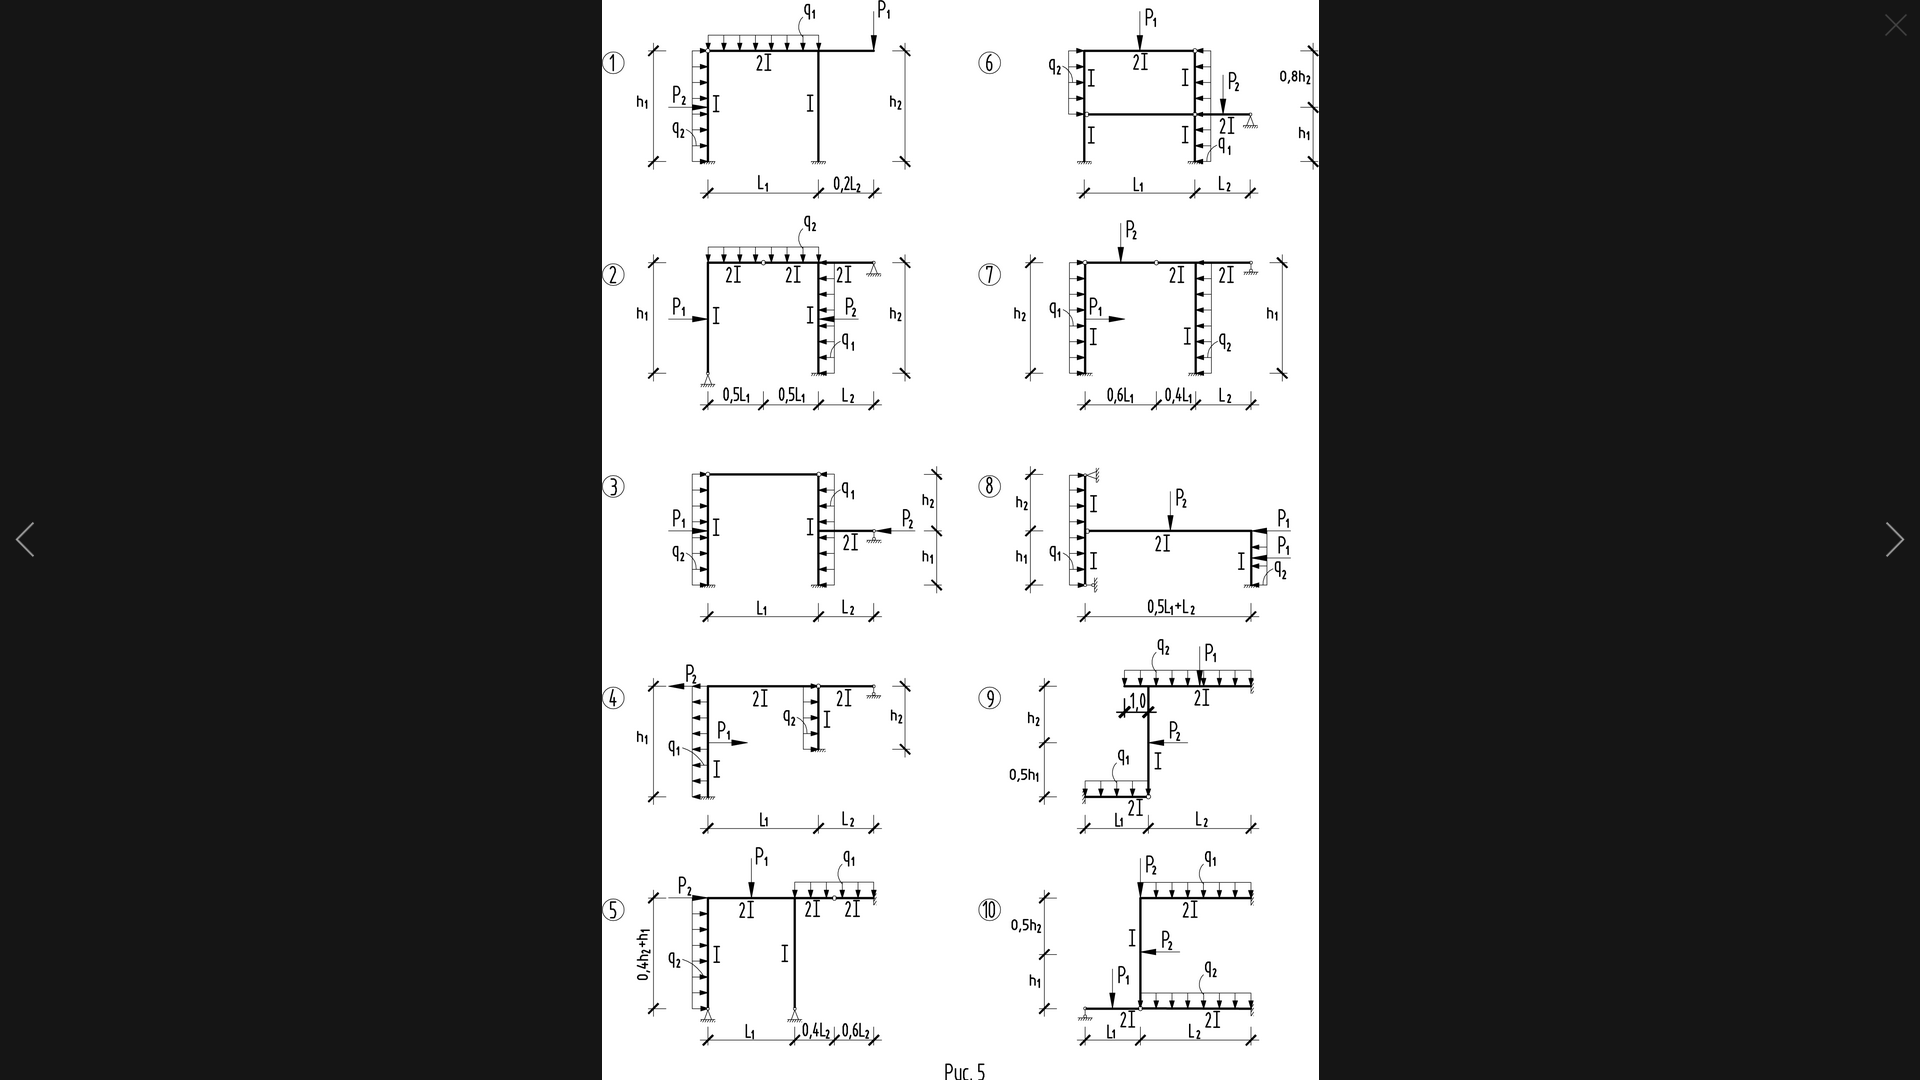 1
q₁
P₁
2I
h₁
P₂
I
I
h₂
q₂
L₁
0,2L₂
6
P₁
q₂
2I
I
I
P₂
0,8h₂
I
I
2I
q₁
h₁
L₁
L₂
2
q₂
2I
2I
2I
h₁
P₁
I
I
P₂
h₂
q₁
0,5L₁
0,5L₁
L₂
7
P₂
2I
2I
h₂
q₁
P₁
I
I
q₂
h₁
0,6L₁
0,4L₁
L₂
3
q₁
h₂
P₁
I
I
P₂
2I
q₂
h₁
L₁
L₂
8
h₂
I
P₂
P₁
2I
P₁
h₁
q₁
I
I
q₂
0,5L₁+L₂
4
P₂
2I
2I
q₂
I
h₂
h₁
P₁
q₁
I
L₁
L₂
9
q₂
P₁
2I
1,0
h₂
P₂
I
0,5h₁
q₁
2I
L₁
L₂
5
P₁
q₁
P₂
2I
2I
2I
0,4h₂+h₁
I
I
q₂
L₁
0,4L₂
0,6L₂
10
P₂
q₁
2I
0,5h₂
I
P₂
h₁
P₁
q₂
2I
2I
L₁
L₂
Рис. 5